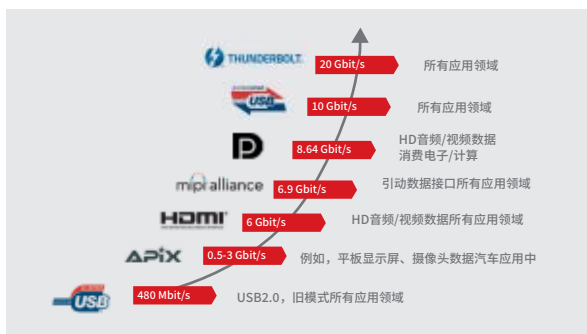 THUNDERBOLT. 20 Gbit/s 所有应用领域
USB 10 Gbit/s 所有应用领域
8.64 Gbit/s HD音频/视频数据
消费电子/计算
mipi alliance 6.9 Gbit/s 引动数据接口所有应用领域
HDMI 6 Gbit/s HD音频/视频数据所有应用领域
APIX 0.5-3 Gbit/s 例如，平板显示屏、摄像头数据汽车应用中
USB 480 Mbit/s USB2.0，旧模式所有应用领域